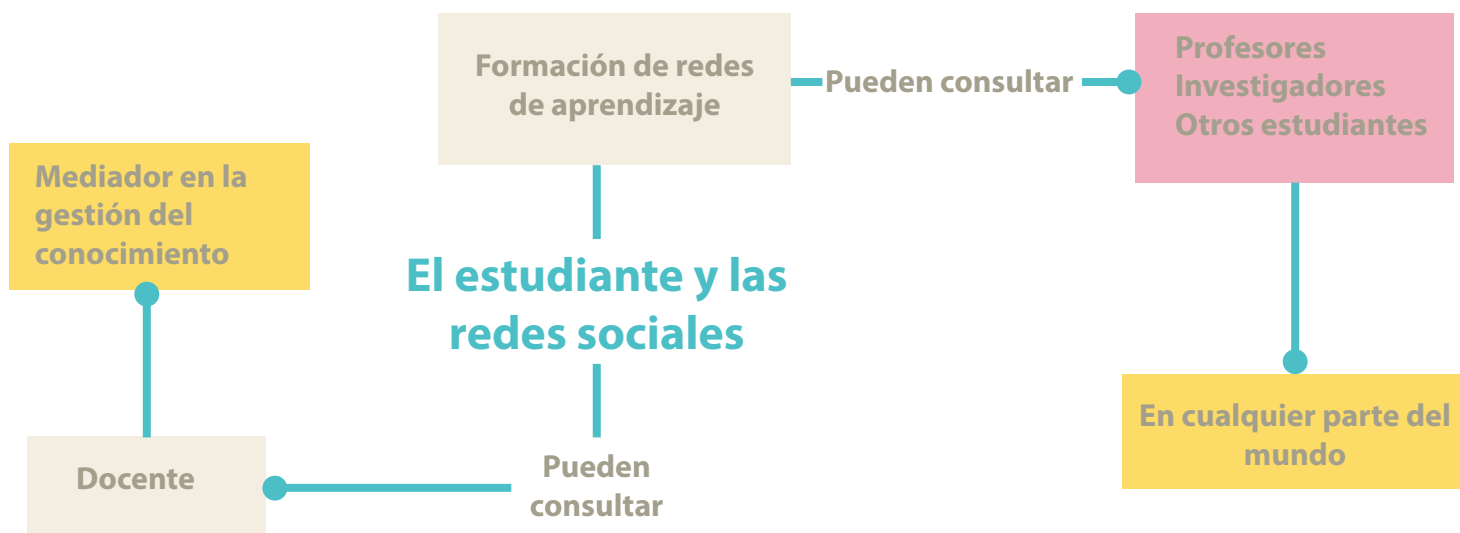 Formación de redes
de aprendizaje
Pueden consultar
Profesores
Investigadores
Otros estudiantes
Mediador en la
gestión del
conocimiento
El estudiante y las
redes sociales
En cualquier parte del
mundo
Docente
Pueden
consultar